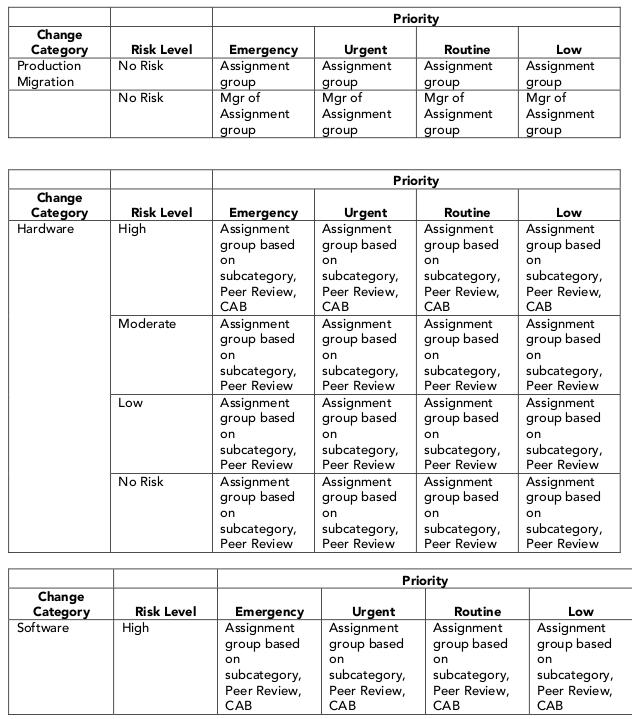 Priority
Change
Category Risk Level Emergency Urgent Routine Low
Production No Risk Assignment Assignment Assignment Assignment
Migration group group group group
No Risk Mgr of Mgr of Mgr of Mgr of
Assignment Assignment Assignment Assignment
group group group group
Priority
Change
Category Risk Level Emergency Urgent Routine Low
Hardware High Assignment Assignment Assignment Assignment
group based group based group based group based
on on on on
subcategory, subcategory, subcategory, subcategory,
Peer Review, Peer Review, Peer Review, Peer Review,
CAB CAB CAB CAB
Moderate Assignment Assignment Assignment Assignment
group based group based group based group based
on on on on
subcategory, subcategory, subcategory, subcategory,
Peer Review Peer Review Peer Review Peer Review
Low Assignment Assignment Assignment Assignment
group based group based group based group based
on on on on
subcategory, subcategory, subcategory, subcategory,
Peer Review Peer Review Peer Review Peer Review
No Risk Assignment Assignment Assignment Assignment
group based group based group based group based
on on on on
subcategory, subcategory, subcategory, subcategory,
Peer Review Peer Review Peer Review Peer Review
Priority
Change
Category Risk Level Emergency Urgent Routine Low
Software High Assignment Assignment Assignment Assignment
group based group based group based group based
on on on on
subcategory, subcategory, subcategory, subcategory,
Peer Review, Peer Review, Peer Review, Peer Review,
CAB CAB CAB CAB